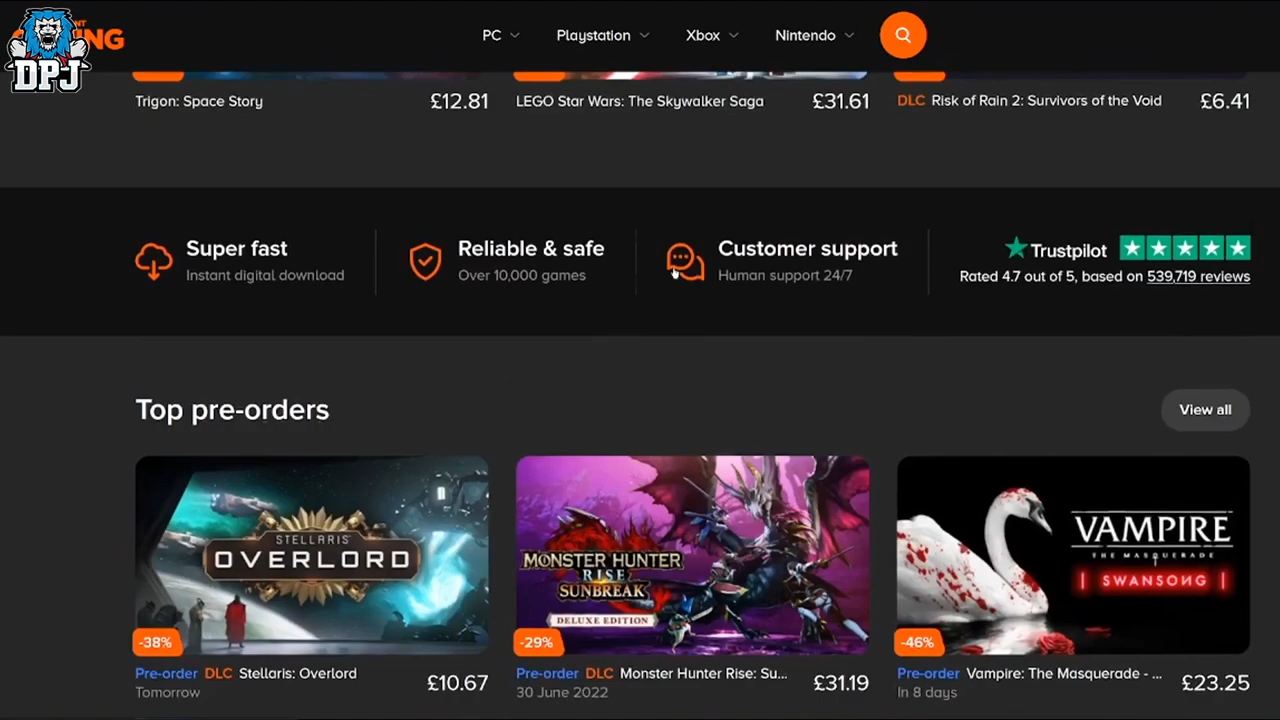 NT
ING
DPJ
PC
Playstation
Xbox
Nintendo
Trigon: Space Story
£12.81
LEGO Star Wars: The Skywalker Saga
£31.61
DLC Risk of Rain 2: Survivors of the Void
£6.41
Super fast
Instant digital download
Reliable & safe
Over 10,000 games
Customer support
Human support 24/7
Trustpilot
Rated 4.7 out of 5, based on 539,719 reviews
Top pre-orders
View all
STELLARIS
OVERLORD
-38%
Pre-order DLC Stellaris: Overlord
Tomorrow
£10.67
MONSTER HUNTER
RISE
SUNBREAK
DELUXE EDITION
-29%
Pre-order DLC Monster Hunter Rise: Su...
30 June 2022
£31.19
VAMPIRE
THE MASQUERADE
SWANSONG
-46%
Pre-order Vampire: The Masquerade - ...
In 8 days
£23.25